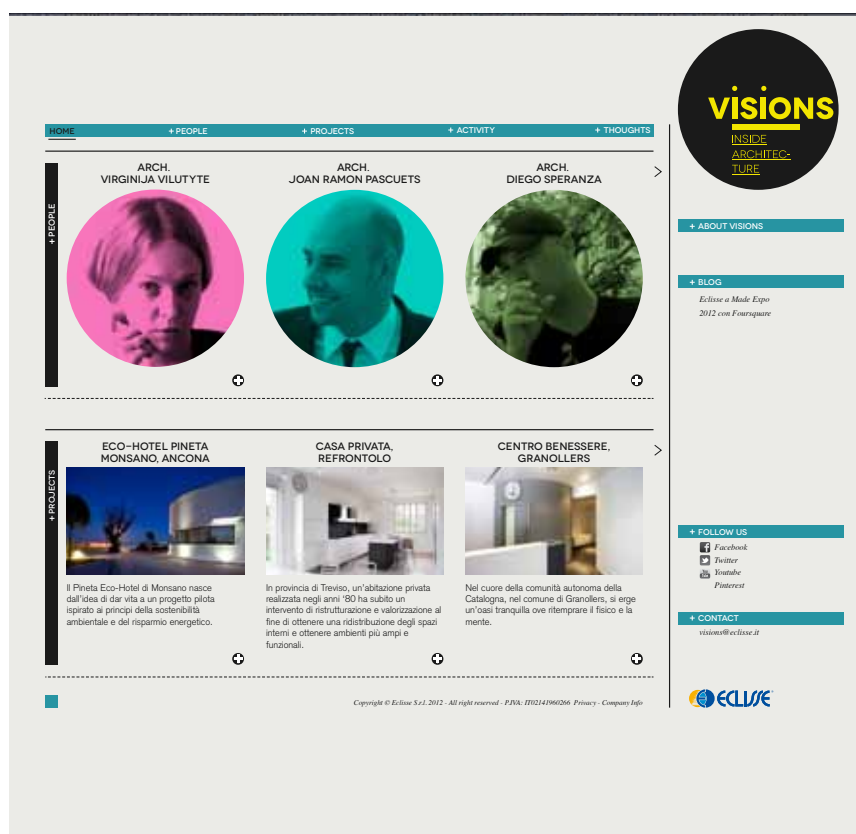 VISIONS
INSIDE
ARCHITEC-
TURE
HOME
+ PEOPLE
+ PROJECTS
+ ACTIVITY
+ THOUGHTS
+ PEOPLE
ARCH.
VIRGINIJA VILUTYTE
ARCH.
JOAN RAMON PASCUETS
ARCH.
DIEGO SPERANZA
+ PROJECTS
ECO-HOTEL PINETA
MONSANO, ANCONA
Il Pineta Eco-Hotel di Monsano nasce
dall'idea di dar vita a un progetto pilota
ispirato ai principi della sostenibilità
ambientale e del risparmio energetico.
CASA PRIVATA,
REFRONTOLO
In provincia di Treviso, un'abitazione privata
realizzata negli anni '80 ha subito un
intervento di ristrutturazione e valorizzazione al
fine di ottenere una ridistribuzione degli spazi
interni e ottenere ambienti più ampi e
funzionali.
CENTRO BENESSERE,
GRANOLLERS
Nel cuore della comunità autonoma della
Catalogna, nel comune di Granollers, si erge
un'oasi tranquilla ove ritemprare il fisico e la
mente.
+ ABOUT VISIONS
+ BLOG
Eclisse a Made Expo
2012 con Foursquare
+ FOLLOW US
Facebook
Twitter
Youtube
Pinterest
+ CONTACT
visions@eclisse.it
Copyright © Eclisse S.r.l. 2012 - All right reserved - P.IVA: IT02141960266 Privacy - Company Info
ECLISSE